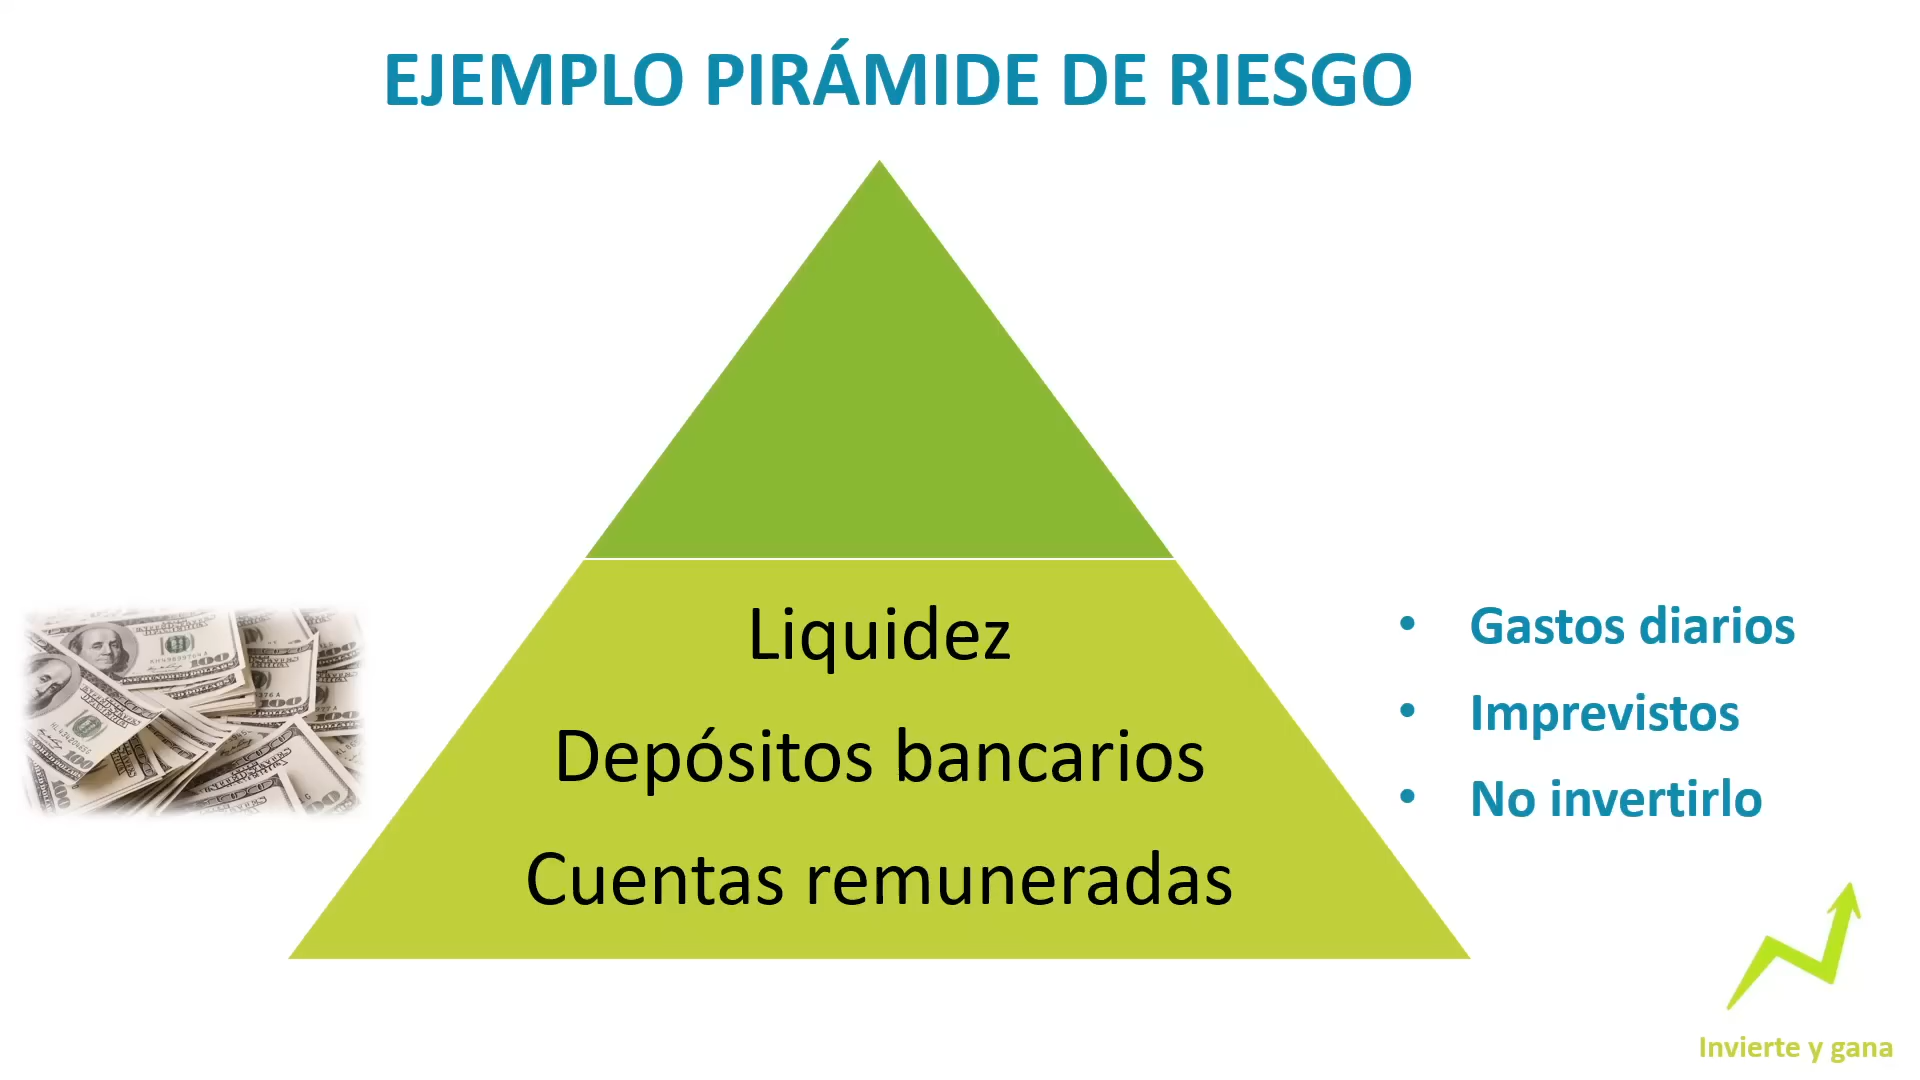 EJEMPLO PIRÁMIDE DE RIESGO
Liquidez
Depósitos bancarios
Cuentas remuneradas
• Gastos diarios
• Imprevistos
• No invertirlo
Invierte y gana